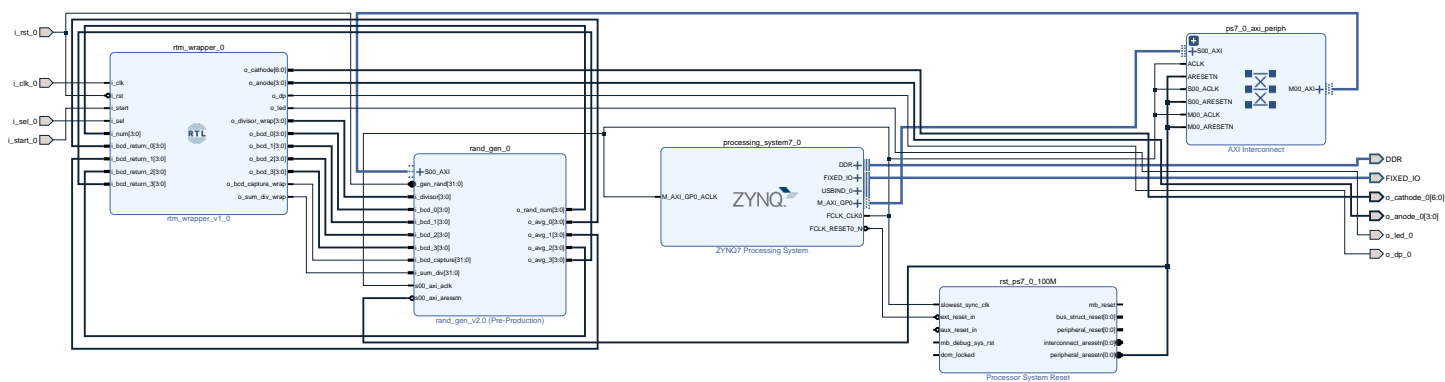 i_rst_0
i_clk_0
i_sel_0
i_start_0
rtm_wrapper_0
i_clk
i_rst
i_start
i_sel
i_num[3:0]
i_bcd_return_0[3:0]
i_bcd_return_1[3:0]
i_bcd_return_2[3:0]
i_bcd_return_3[3:0]
RTL
o_cathode[6:0]
o_anode[3:0]
o_dp
o_led
o_divisor_wrap[3:0]
o_bcd_0[3:0]
o_bcd_1[3:0]
o_bcd_2[3:0]
o_bcd_3[3:0]
o_bcd_capture_wrap
o_sum_div_wrap
rtm_wrapper_v1_0
rand_gen_0
S00_AXI
i_gen_rand[31:0]
i_divisor[3:0]
i_bcd_0[3:0]
i_bcd_1[3:0]
i_bcd_2[3:0]
i_bcd_3[3:0]
i_bcd_capture[31:0]
i_sum_div[31:0]
s00_axi_aclk
s00_axi_aresetn
o_rand_num[3:0]
o_avg_0[3:0]
o_avg_1[3:0]
o_avg_2[3:0]
o_avg_3[3:0]
rand_gen_v2.0 (Pre-Production)
processing_system7_0
M_AXI_GP0_ACLK
ZYNQ
DDR
FIXED_IO
USBIND_0
M_AXI_GP0
FCLK_CLK0
FCLK_RESET0_N
ZYNQ7 Processing System
rst_ps7_0_100M
slowest_sync_clk
ext_reset_in
aux_reset_in
mb_debug_sys_rst
dcm_locked
mb_reset
bus_struct_reset[0:0]
peripheral_reset[0:0]
interconnect_aresetn[0:0]
peripheral_aresetn[0:0]
Processor System Reset
ps7_0_axi_periph
S00_AXI
ACLK
ARESETN
S00_ACLK
S00_ARESETN
M00_ACLK
M00_ARESETN
M00_AXI
AXI Interconnect
DDR
FIXED_IO
o_cathode_0[6:0]
o_anode_0[3:0]
o_led_0
o_dp_0